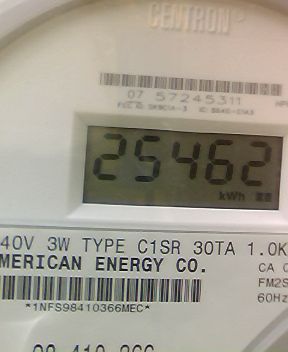 CENTRON
07 57245311
25462
kWh
40V 3W TYPE C1SR 30TA 1.0K
MERICAN ENERGY CO.
CA 0
FM2S
60Hz
*1NFS98410366MEC*